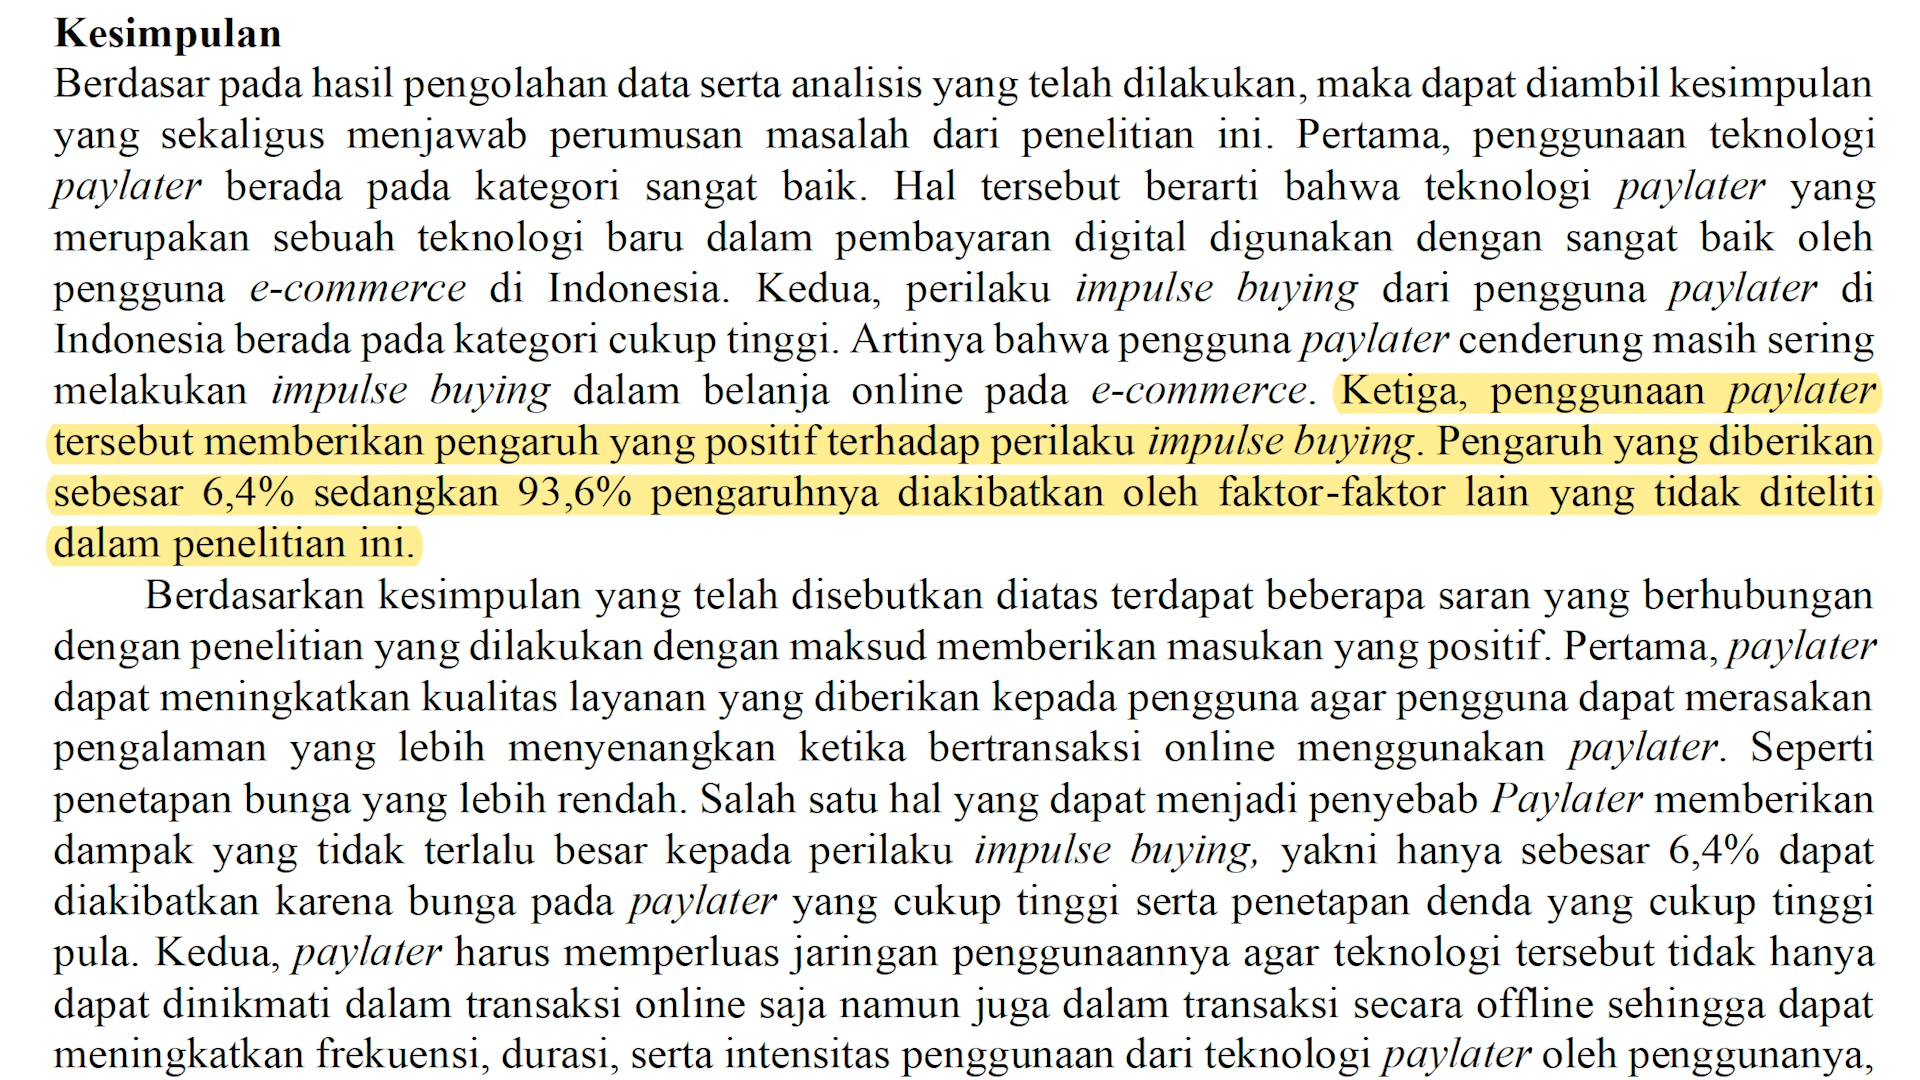 Kesimpulan
Berdasar pada hasil pengolahan data serta analisis yang telah dilakukan, maka dapat diambil kesimpulan
yang sekaligus menjawab perumusan masalah dari penelitian ini. Pertama, penggunaan teknologi
paylater berada pada kategori sangat baik. Hal tersebut berarti bahwa teknologi paylater yang
merupakan sebuah teknologi baru dalam pembayaran digital digunakan dengan sangat baik oleh
pengguna e-commerce di Indonesia. Kedua, perilaku impulse buying dari pengguna paylater di
Indonesia berada pada kategori cukup tinggi. Artinya bahwa pengguna paylater cenderung masih sering
melakukan impulse buying dalam belanja online pada e-commerce. Ketiga, penggunaan paylater
tersebut memberikan pengaruh yang positif terhadap perilaku impulse buying. Pengaruh yang diberikan
sebesar 6,4% sedangkan 93,6% pengaruhnya diakibatkan oleh faktor-faktor lain yang tidak diteliti
dalam penelitian ini.
Berdasarkan kesimpulan yang telah disebutkan diatas terdapat beberapa saran yang berhubungan
dengan penelitian yang dilakukan dengan maksud memberikan masukan yang positif. Pertama, paylater
dapat meningkatkan kualitas layanan yang diberikan kepada pengguna agar pengguna dapat merasakan
pengalaman yang lebih menyenangkan ketika bertransaksi online menggunakan paylater. Seperti
penetapan bunga yang lebih rendah. Salah satu hal yang dapat menjadi penyebab Paylater memberikan
dampak yang tidak terlalu besar kepada perilaku impulse buying, yakni hanya sebesar 6,4% dapat
diakibatkan karena bunga pada paylater yang cukup tinggi serta penetapan denda yang cukup tinggi
pula. Kedua, paylater harus memperluas jaringan penggunaannya agar teknologi tersebut tidak hanya
dapat dinikmati dalam transaksi online saja namun juga dalam transaksi secara offline sehingga dapat
meningkatkan frekuensi, durasi, serta intensitas penggunaan dari teknologi paylater oleh penggunanya,